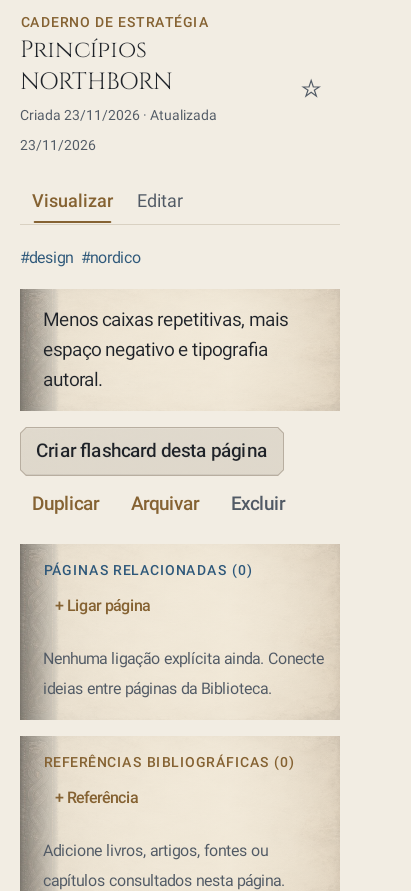 CADERNO DE ESTRATÉGIA
Princípios
NORTHBORN
Criada 23/11/2026 · Atualizada
23/11/2026
Visualizar Editar
#design #nordico
Menos caixas repetitivas, mais
espaço negativo e tipografia
autoral.
Criar flashcard desta página
Duplicar Arquivar Excluir
PÁGINAS RELACIONADAS (0)
+ Ligar página
Nenhuma ligação explícita ainda. Conecte
ideias entre páginas da Biblioteca.
REFERÊNCIAS BIBLIOGRÁFICAS (0)
+ Referência
Adicione livros, artigos, fontes ou
capítulos consultados nesta página.